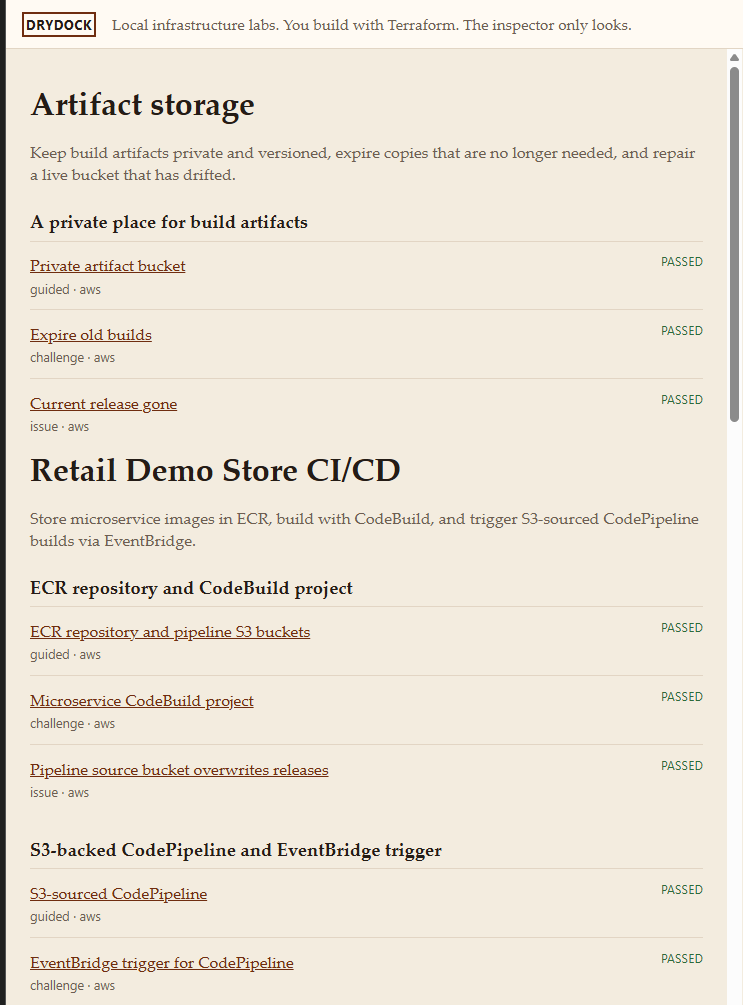 DRYDOCK Local infrastructure labs. You build with Terraform. The inspector only looks.
Artifact storage
Keep build artifacts private and versioned, expire copies that are no longer needed, and repair
a live bucket that has drifted.
A private place for build artifacts
Private artifact bucket PASSED
guided · aws
Expire old builds PASSED
challenge · aws
Current release gone PASSED
issue · aws
Retail Demo Store CI/CD
Store microservice images in ECR, build with CodeBuild, and trigger S3-sourced CodePipeline
builds via EventBridge.
ECR repository and CodeBuild project
ECR repository and pipeline S3 buckets PASSED
guided · aws
Microservice CodeBuild project PASSED
challenge · aws
Pipeline source bucket overwrites releases PASSED
issue · aws
S3-backed CodePipeline and EventBridge trigger
S3-sourced CodePipeline PASSED
guided · aws
EventBridge trigger for CodePipeline PASSED
challenge · aws